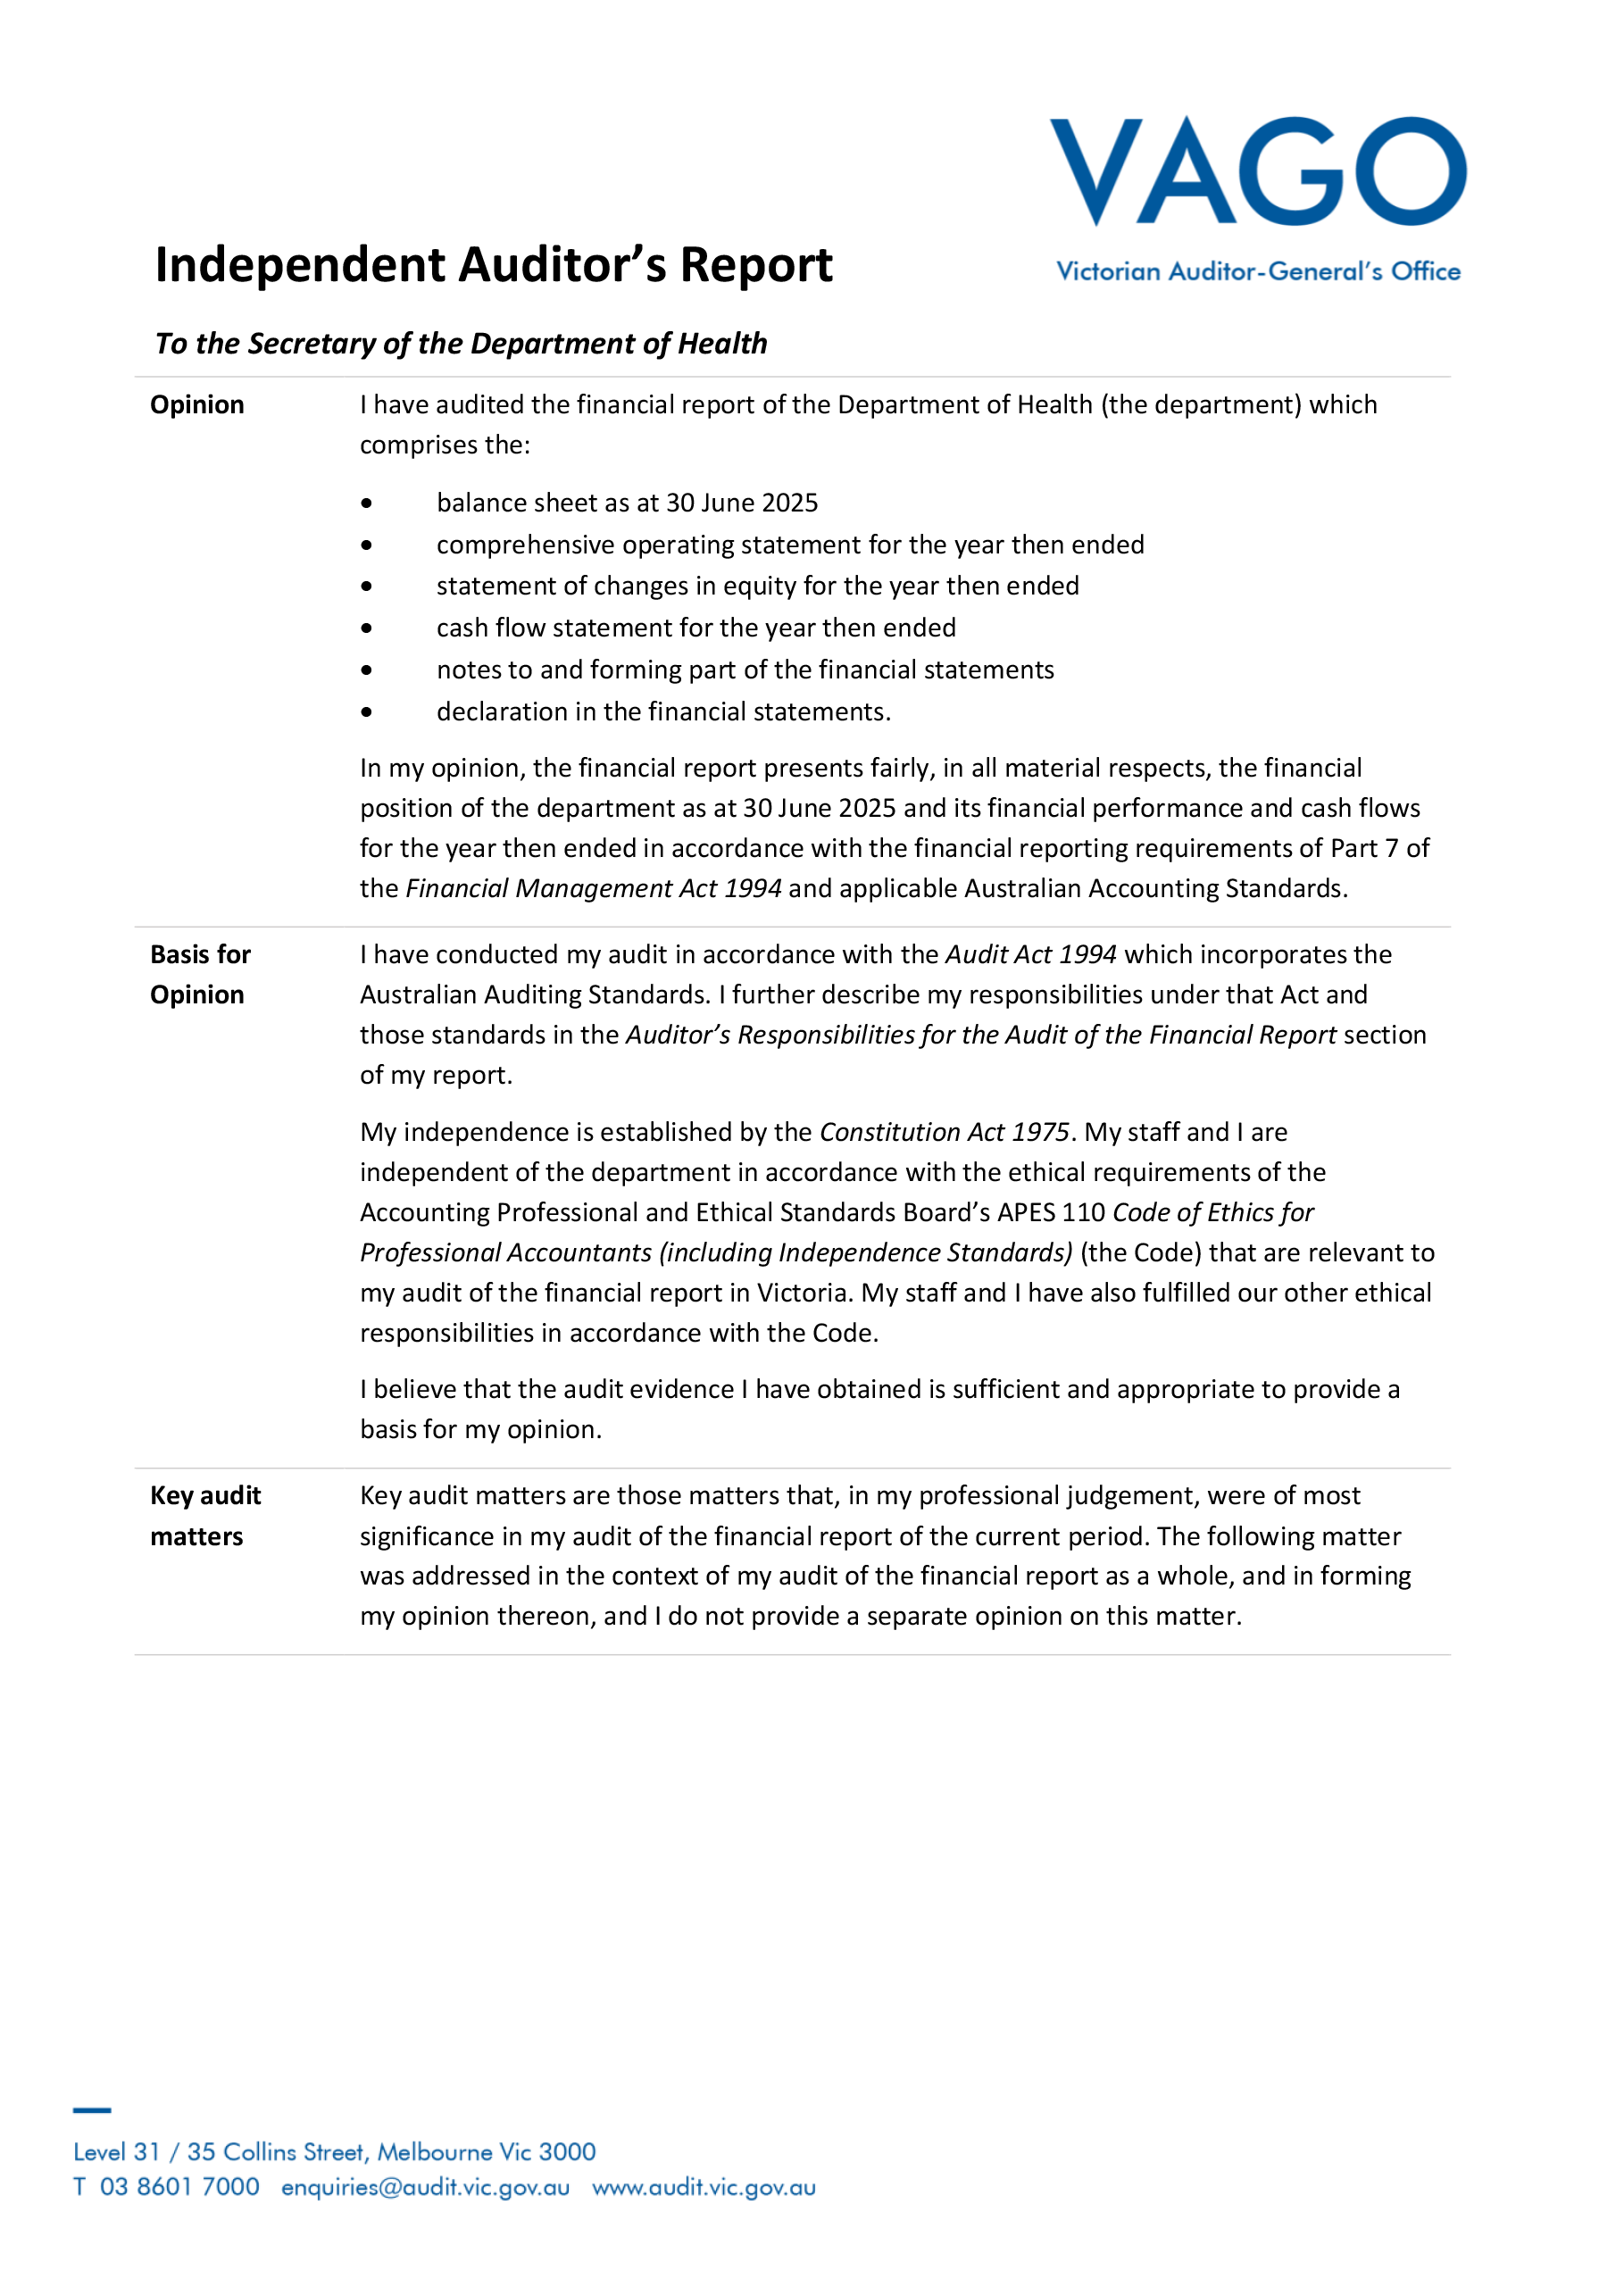 VAGO
Victorian Auditor-General’s Office
Independent Auditor’s Report
To the Secretary of the Department of Health
Opinion
I have audited the financial report of the Department of Health (the department) which
comprises the:
• balance sheet as at 30 June 2025
• comprehensive operating statement for the year then ended
• statement of changes in equity for the year then ended
• cash flow statement for the year then ended
• notes to and forming part of the financial statements
• declaration in the financial statements.
In my opinion, the financial report presents fairly, in all material respects, the financial
position of the department as at 30 June 2025 and its financial performance and cash flows
for the year then ended in accordance with the financial reporting requirements of Part 7 of
the Financial Management Act 1994 and applicable Australian Accounting Standards.
Basis for
Opinion
I have conducted my audit in accordance with the Audit Act 1994 which incorporates the
Australian Auditing Standards. I further describe my responsibilities under that Act and
those standards in the Auditor’s Responsibilities for the Audit of the Financial Report section
of my report.
My independence is established by the Constitution Act 1975. My staff and I are
independent of the department in accordance with the ethical requirements of the
Accounting Professional and Ethical Standards Board’s APES 110 Code of Ethics for
Professional Accountants (including Independence Standards) (the Code) that are relevant to
my audit of the financial report in Victoria. My staff and I have also fulfilled our other ethical
responsibilities in accordance with the Code.
I believe that the audit evidence I have obtained is sufficient and appropriate to provide a
basis for my opinion.
Key audit
matters
Key audit matters are those matters that, in my professional judgement, were of most
significance in my audit of the financial report of the current period. The following matter
was addressed in the context of my audit of the financial report as a whole, and in forming
my opinion thereon, and I do not provide a separate opinion on this matter.
Level 31 / 35 Collins Street, Melbourne Vic 3000
T 03 8601 7000 enquiries@audit.vic.gov.au www.audit.vic.gov.au